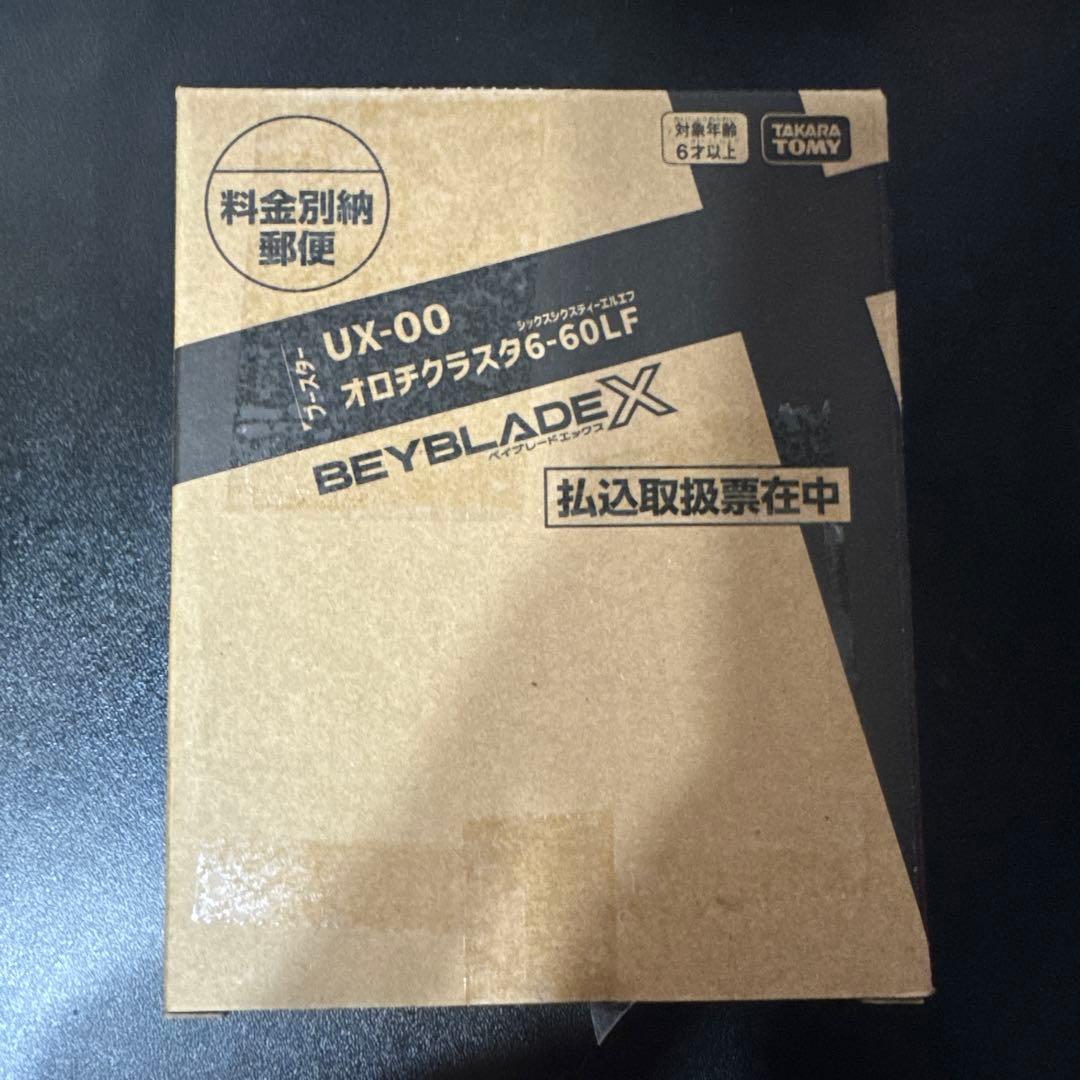 対象年齢
6才以上
TAKARA
TOMY
料金別納
郵便
ブースター
UX-00
シックスシクスティーエルエフ
オロチクラスタ6-60LF
BEYBLADE X
ベイブレードエックス
払込取扱票在中